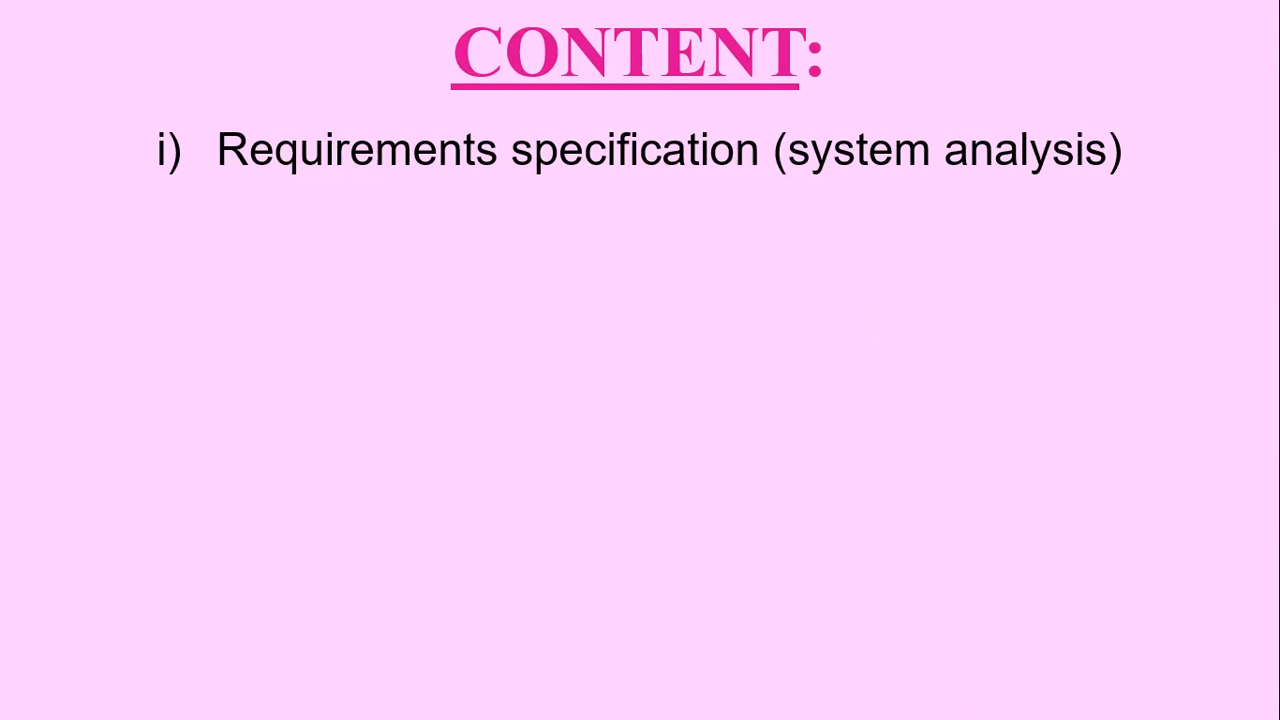 CONTENT:
i) Requirements specification (system analysis)